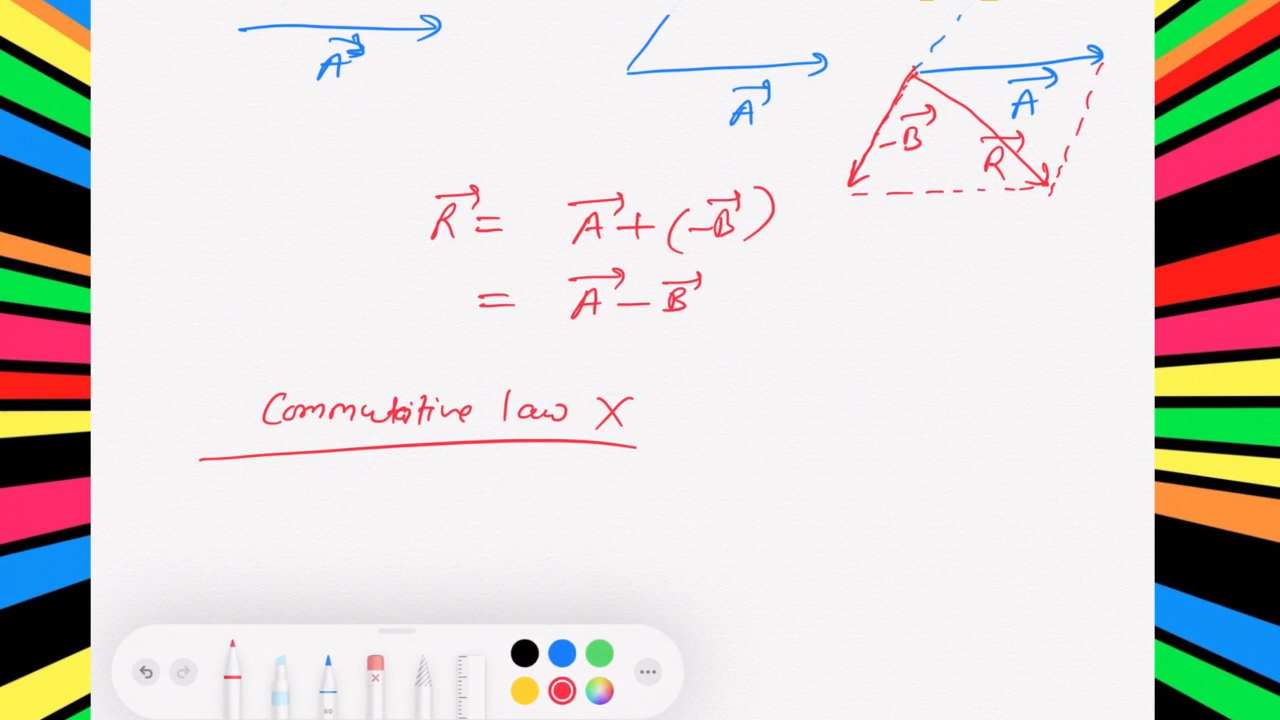 A⃗
A⃗
A⃗
-B⃗
R⃗
R⃗ = A⃗ + (-B⃗)
= A⃗ - B⃗
Commutative law X